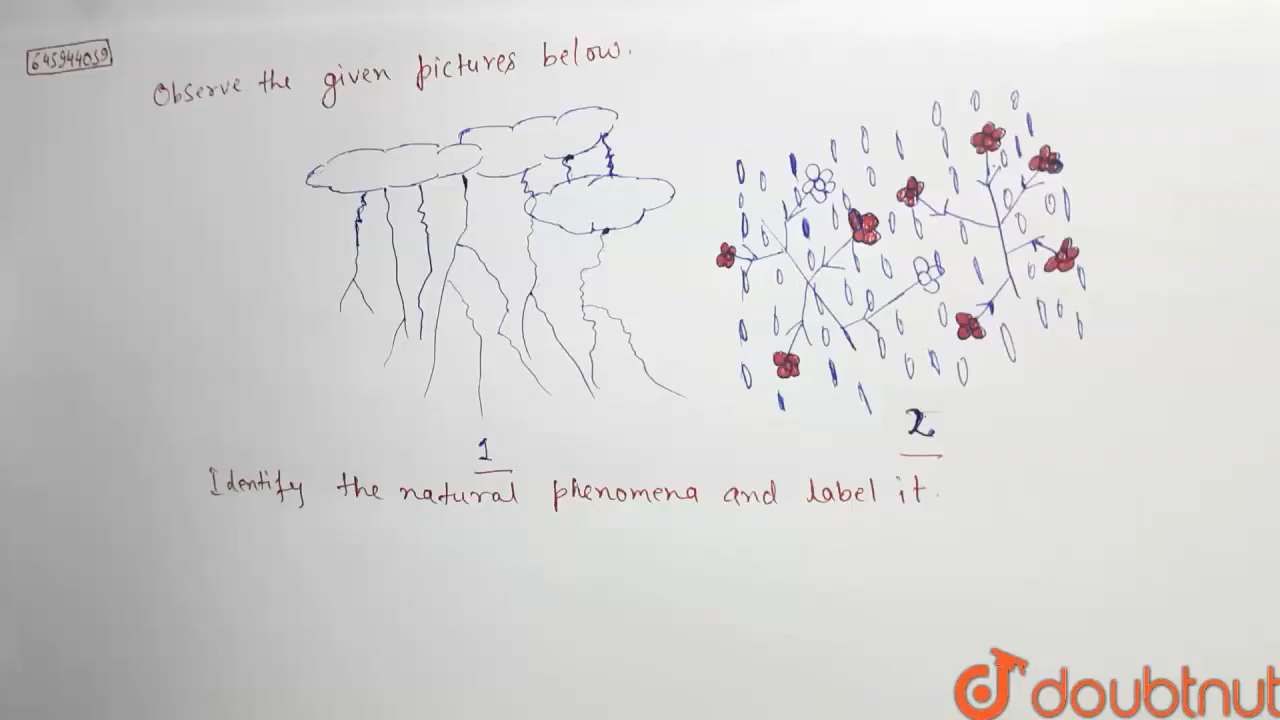 645944059
Observe the given pictures below.
1
2
Identify the natural phenomena and label it.
doubtnut